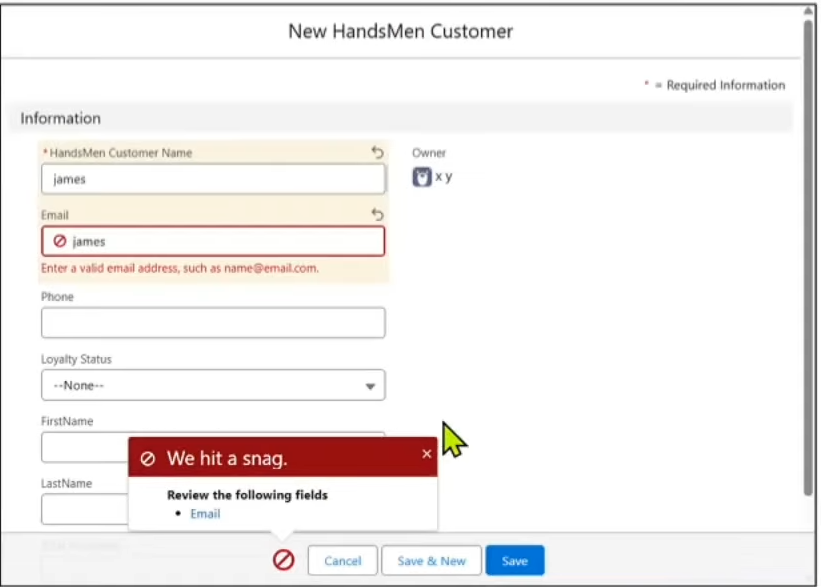 New HandsMen Customer
* = Required Information
Information
*HandsMen Customer Name
james
Owner
x y
Email
james
Enter a valid email address, such as name@email.com.
Phone
Loyalty Status
--None--
FirstName
We hit a snag.
LastName
Review the following fields
• Email
Cancel
Save & New
Save